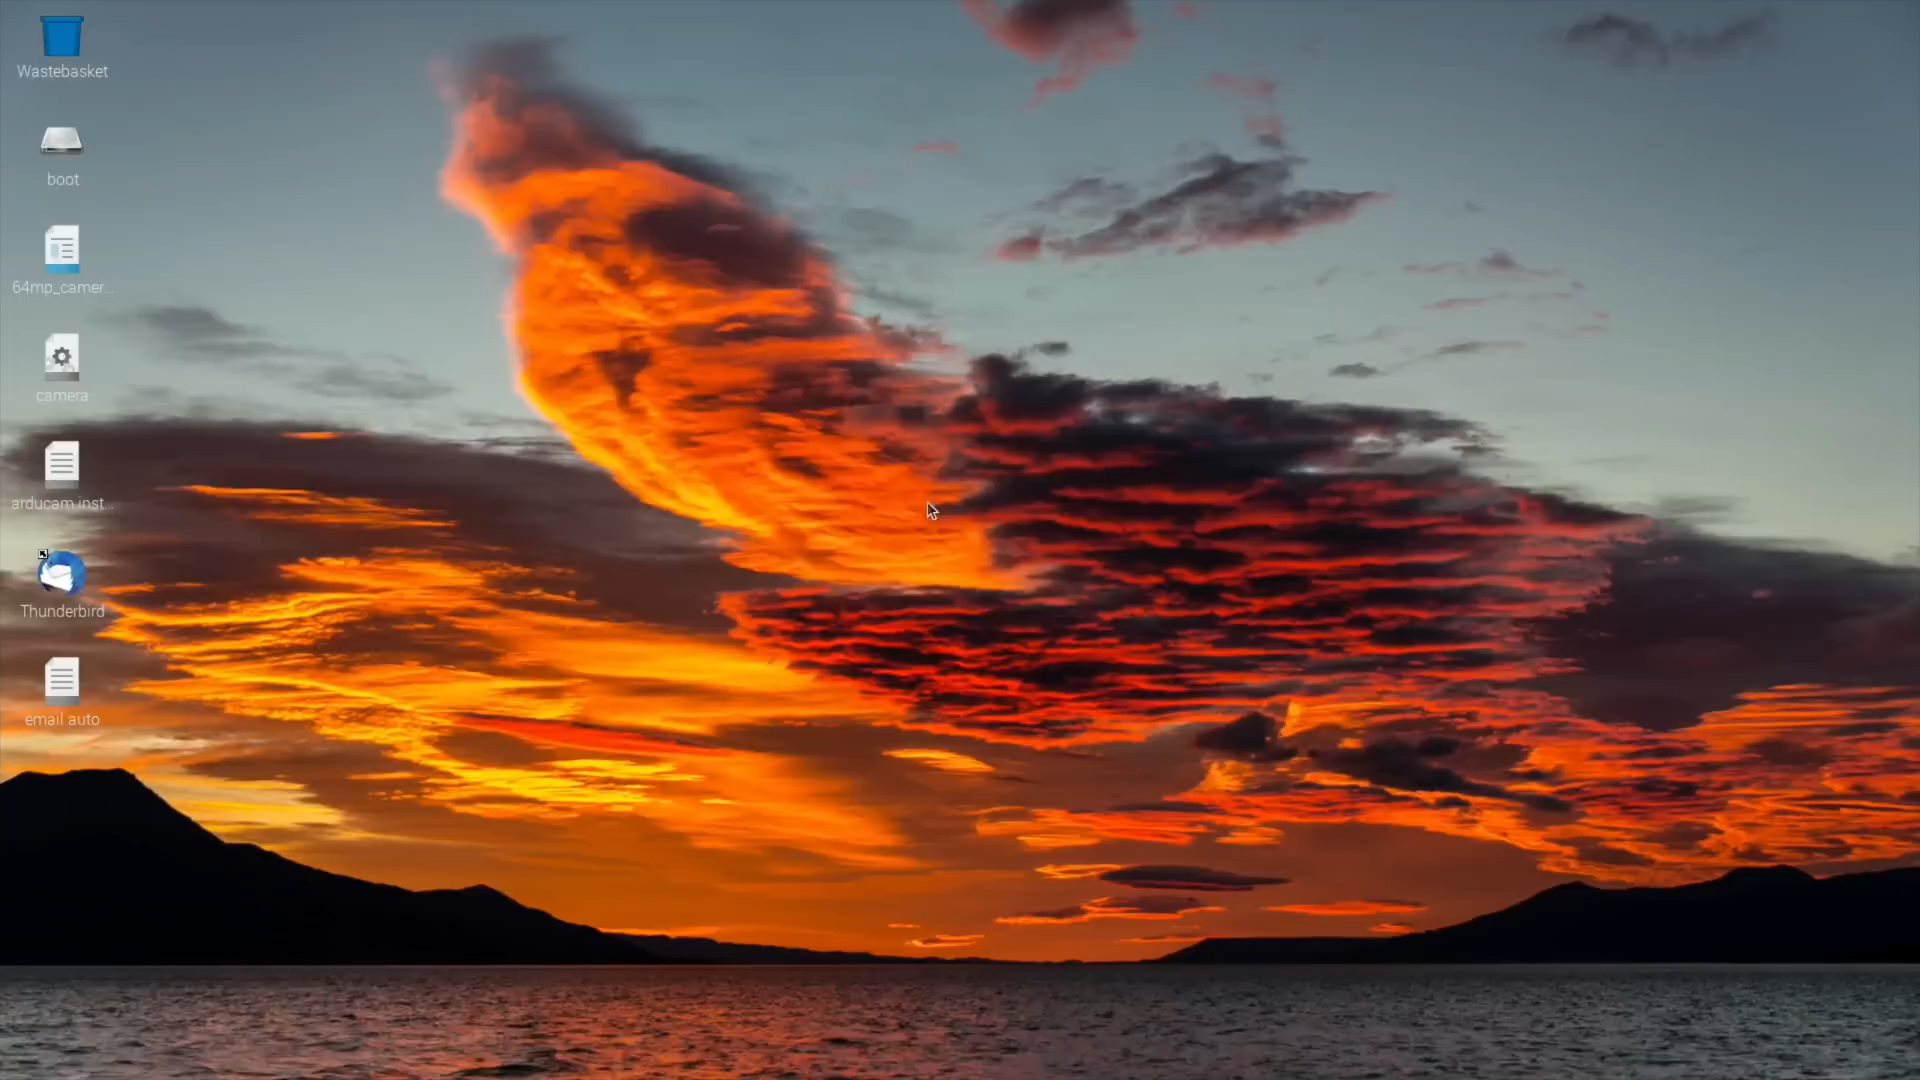 Wastebasket
boot
64mp_camer...
camera
arducam inst...
Thunderbird
email auto